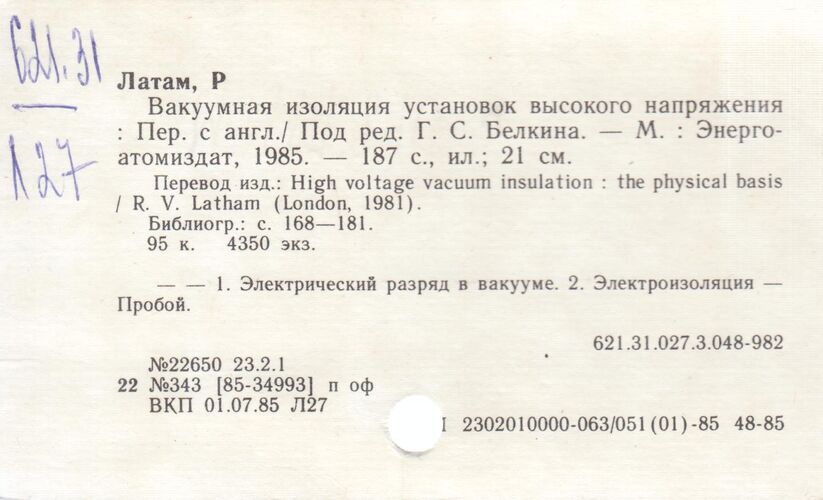 621.31
Л27
Латам, Р
Вакуумная изоляция установок высокого напряжения
: Пер. с англ./ Под ред. Г. С. Белкина. — М. : Энерго-
атомиздат, 1985. — 187 с., ил.; 21 см.
Перевод изд.: High voltage vacuum insulation : the physical basis
/ R. V. Latham (London, 1981).
Библиогр.: с. 168—181.
95 к. 4350 экз.
— — 1. Электрический разряд в вакууме. 2. Электроизоляция —
Пробой.
621.31.027.3.048-982
№22650 23.2.1
22 №343 [85-34993] п оф
ВКП 01.07.85 Л27
2302010000-063/051(01)-85 48-85